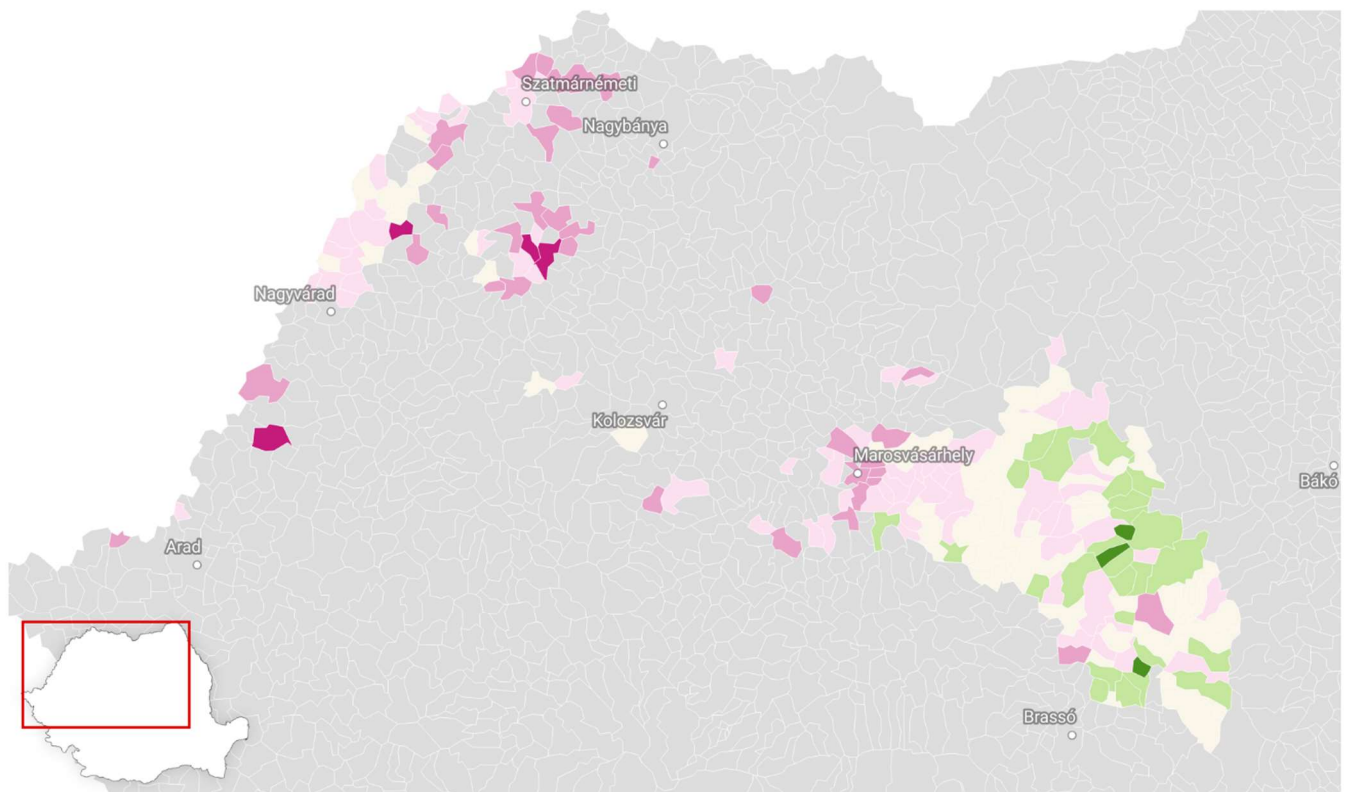 Szatmárnémeti
Nagybánya
Nagyvárad
Kolozsvár
Marosvásárhely
Bákó
Arad
Brassó